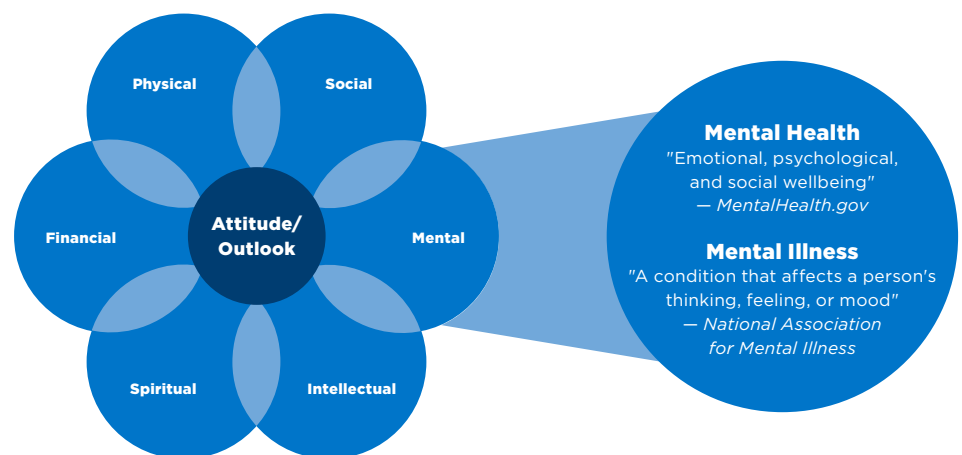 Physical
Social
Financial
Attitude/
Outlook
Mental
Spiritual
Intellectual
Mental Health
"Emotional, psychological,
and social wellbeing"
— MentalHealth.gov
Mental Illness
"A condition that affects a person's
thinking, feeling, or mood"
— National Association
for Mental Illness